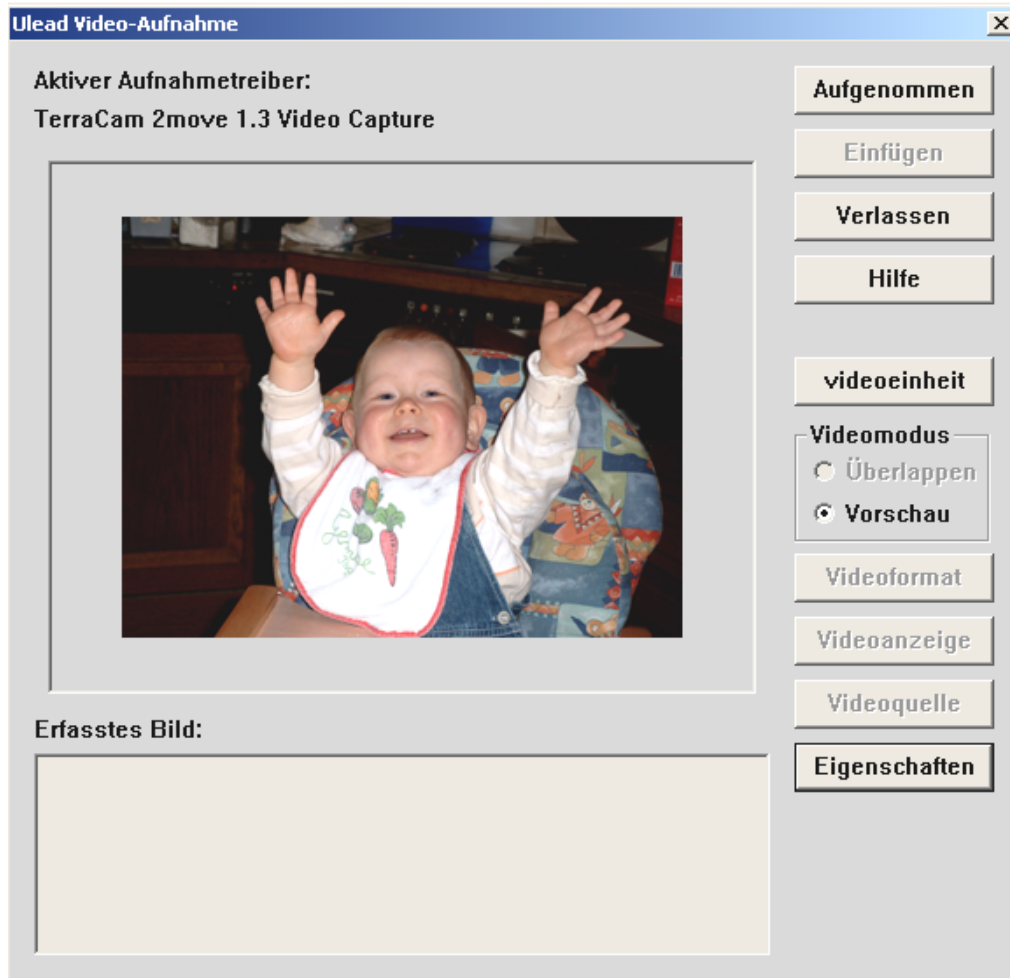 Ulead Video-Aufnahme
Aktiver Aufnahmetreiber:
TerraCam 2move 1.3 Video Capture
Aufgenommen
Einfügen
Verlassen
Hilfe
videoeinheit
Videomodus
Überlappen
Vorschau
Videoformat
Videoanzeige
Videoquelle
Eigenschaften
Erfasstes Bild: